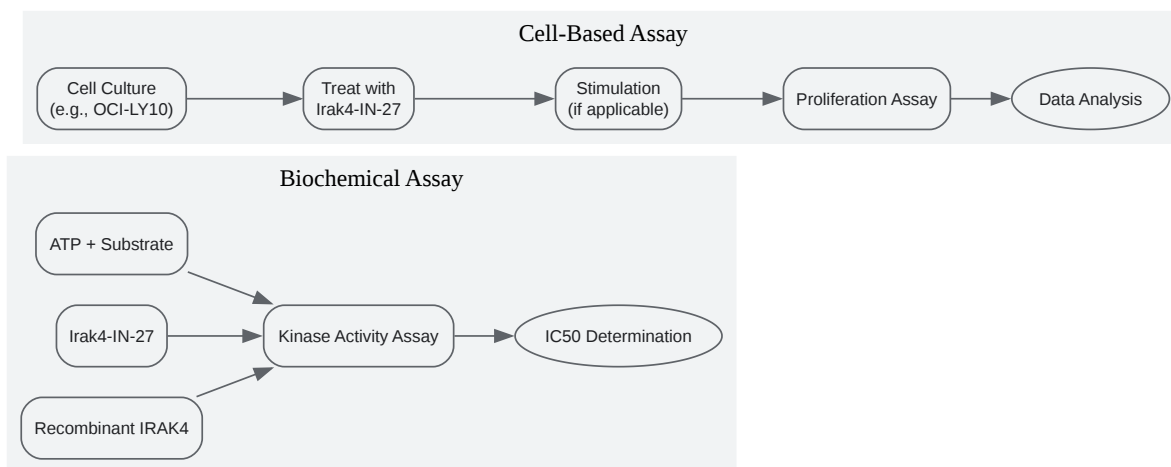 Cell-Based Assay
Cell Culture
(e.g., OCI-LY10)
Treat with
Irak4-IN-27
Stimulation
(if applicable)
Proliferation Assay
Data Analysis
Biochemical Assay
ATP + Substrate
Irak4-IN-27
Kinase Activity Assay
IC50 Determination
Recombinant IRAK4